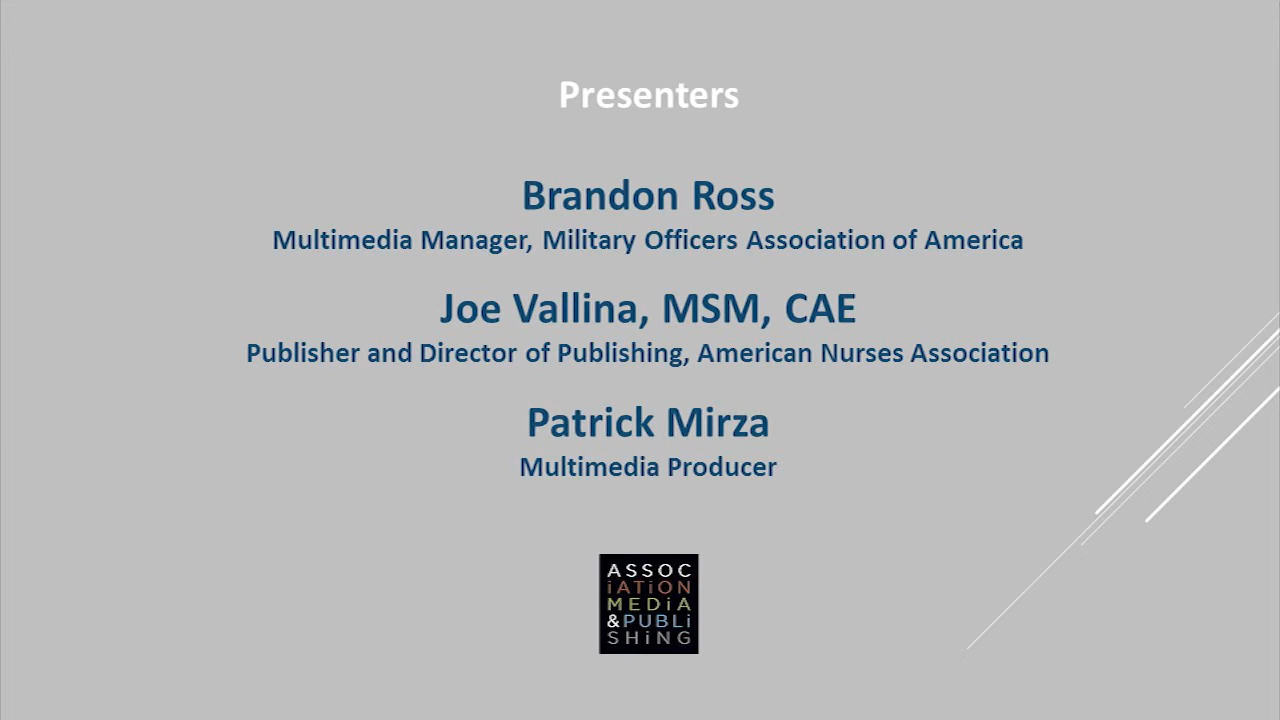 Presenters
Brandon Ross
Multimedia Manager, Military Officers Association of America
Joe Vallina, MSM, CAE
Publisher and Director of Publishing, American Nurses Association
Patrick Mirza
Multimedia Producer
ASSOC
iATiON
MEDiA
&PUBLi
SHiNG